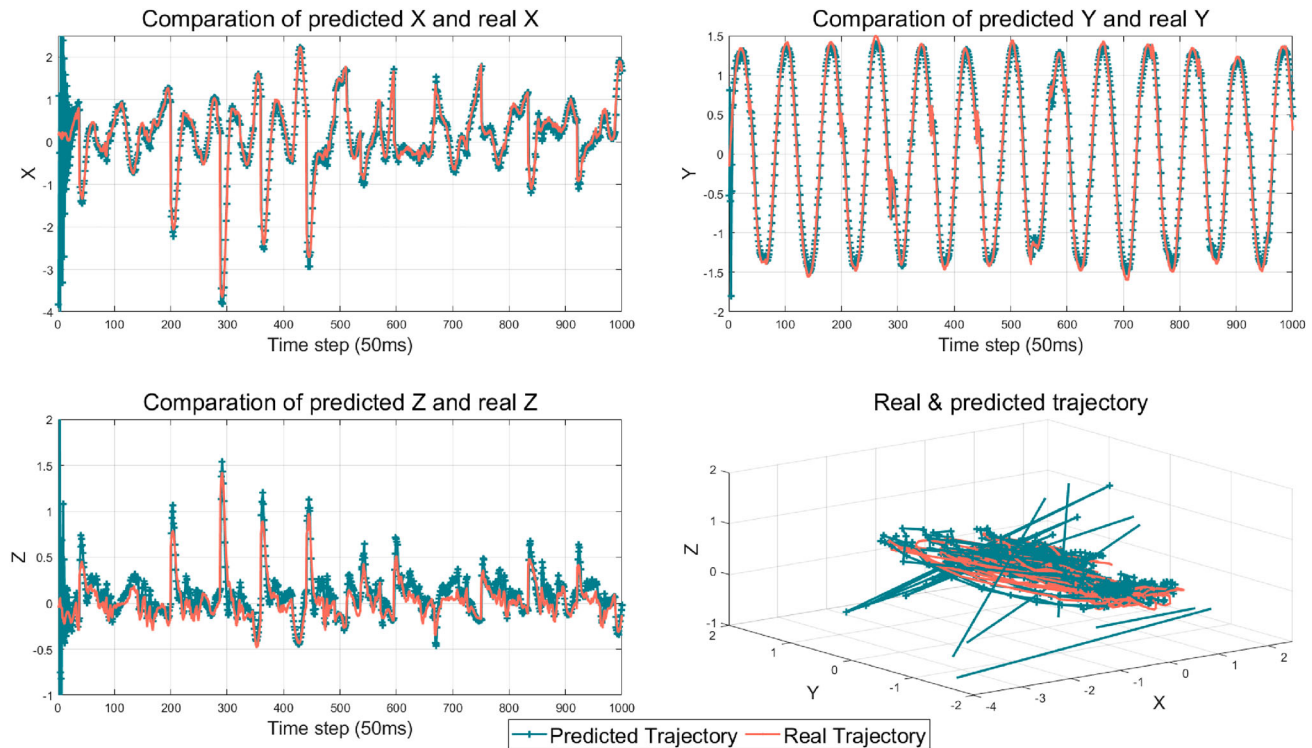 Comparation of predicted X and real X
2
1
0
-1
-2
-3
-4
X
0 100 200 300 400 500 600 700 800 900 1000
Time step (50ms)
Comparation of predicted Y and real Y
1.5
1
0.5
0
-0.5
-1
-1.5
-2
Y
0 100 200 300 400 500 600 700 800 900 1000
Time step (50ms)
Comparation of predicted Z and real Z
2
1.5
1
0.5
0
-0.5
-1
Z
0 100 200 300 400 500 600 700 800 900 1000
Time step (50ms)
Real & predicted trajectory
2
1
0
-1
Z
2
1
0
-1
-2
Y
-4
-3
-2
-1
0
1
2
X
Predicted Trajectory Real Trajectory